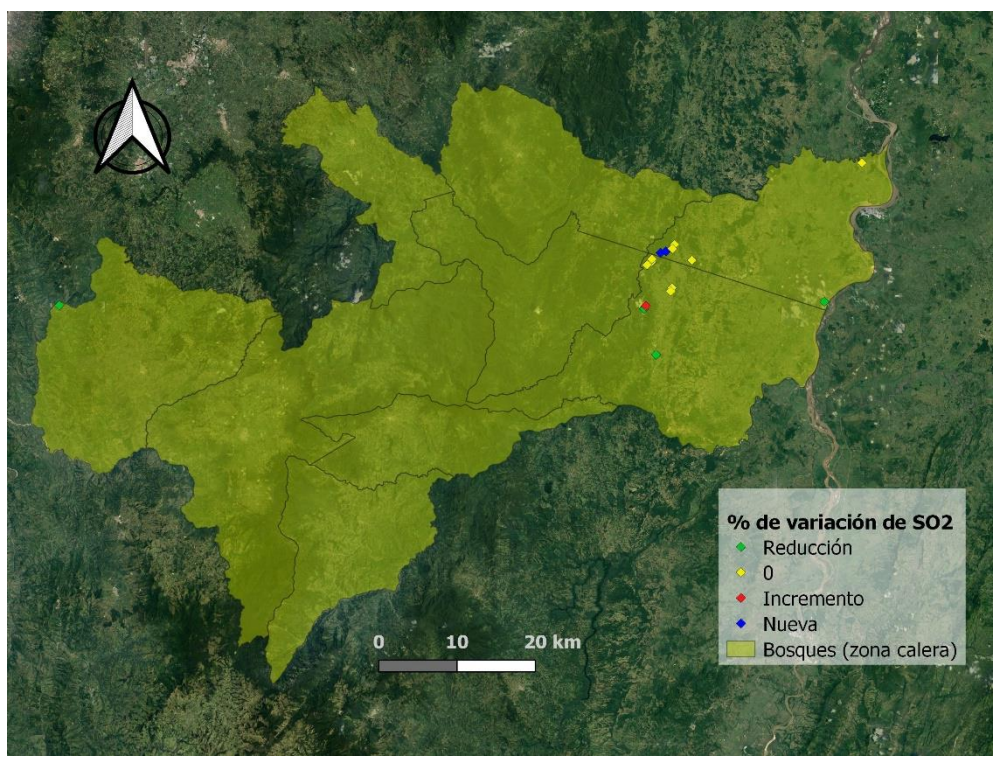 % de variación de SO2
Reducción
0
Incremento
Nueva
Bosques (zona calera)
0 10 20 km